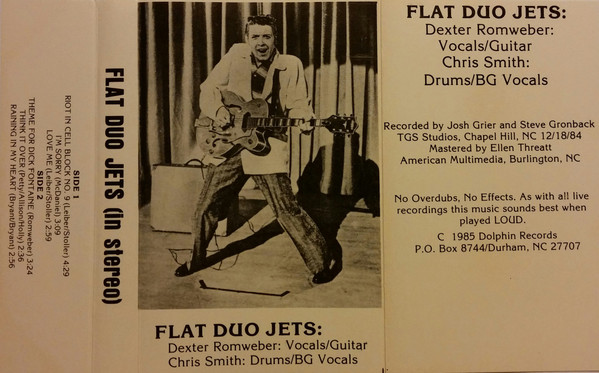 SIDE 1
RIOT IN CELL BLOCK NO. 9 (Leiber/Stoller) 4:29
I'M SORRY (McDaniel) 3:09
LOVE ME (Leiber/Stoller) 2:59
SIDE 2
THEME FOR DICK FONTAINE (Romweber) 3:24
THINK IT OVER (Petty/Allison/Holly) 2:36
RAINING IN MY HEART (Bryant/Bryant) 2:56
FLAT DUO JETS (in stereo)
FLAT DUO JETS:
Dexter Romweber: Vocals/Guitar
Chris Smith: Drums/BG Vocals
FLAT DUO JETS:
Dexter Romweber:
Vocals/Guitar
Chris Smith:
Drums/BG Vocals
Recorded by Josh Grier and Steve Gronback
TGS Studios, Chapel Hill, NC 12/18/84
Mastered by Ellen Threatt
American Multimedia, Burlington, NC
No Overdubs, No Effects. As with all live
recordings this music sounds best when
played LOUD.
C 1985 Dolphin Records
P.O. Box 8744/Durham, NC 27707